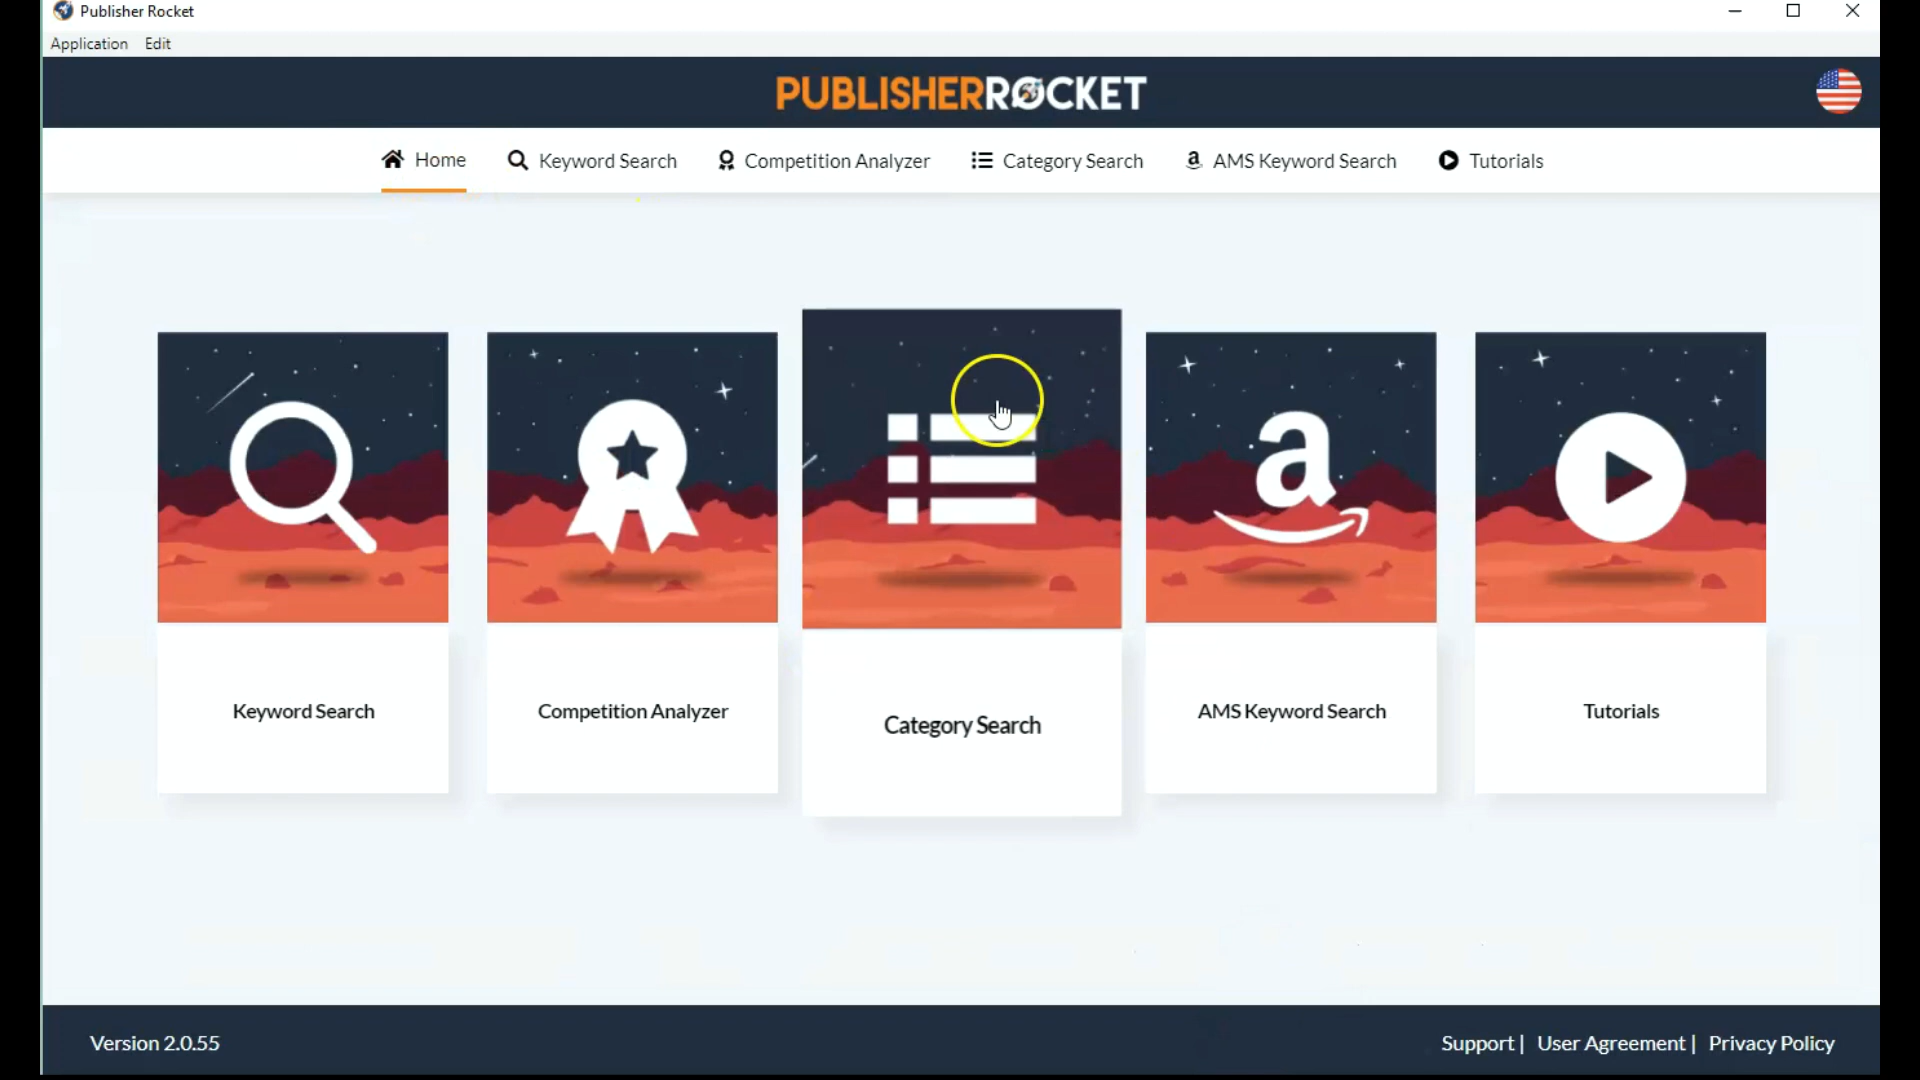 Publisher Rocket
Application Edit
PUBLISHERROCKET
Home Keyword Search Competition Analyzer Category Search AMS Keyword Search Tutorials
Keyword Search Competition Analyzer Category Search AMS Keyword Search Tutorials
Version 2.0.55 Support | User Agreement | Privacy Policy